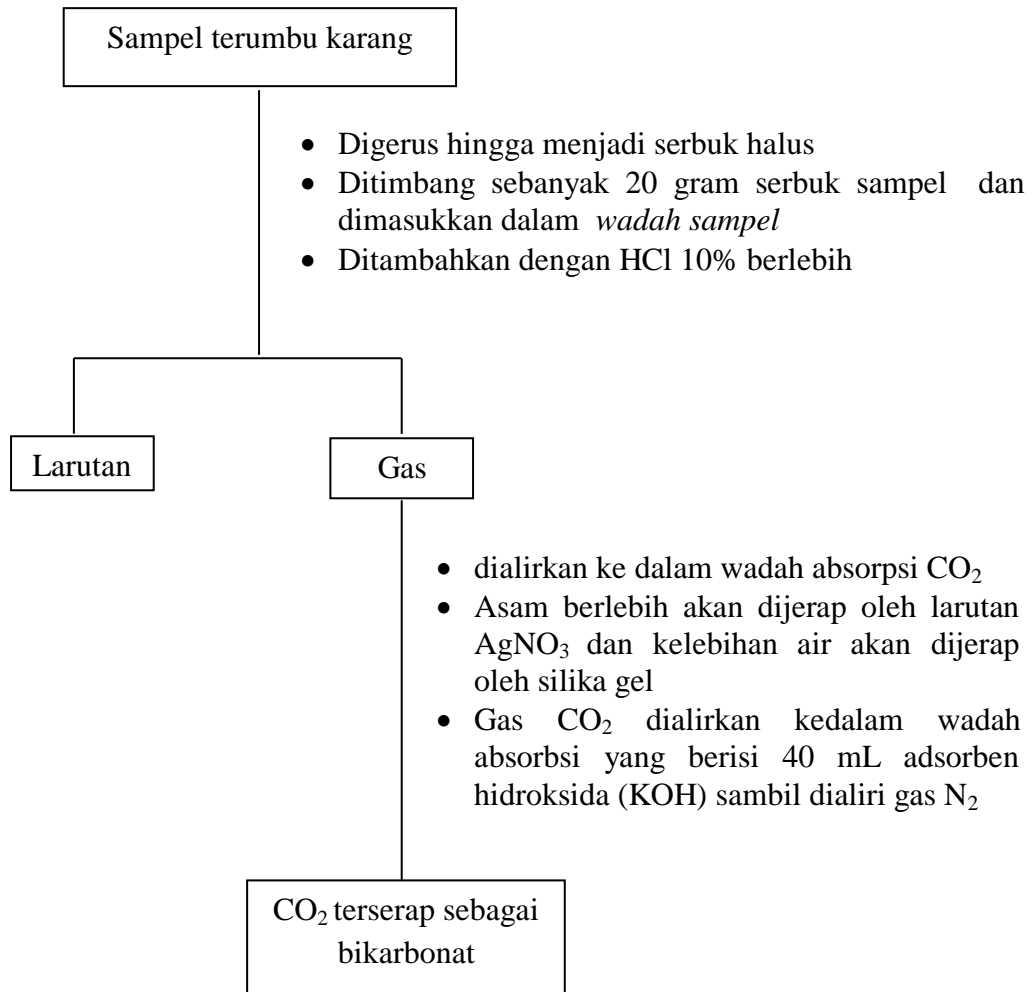 Sampel terumbu karang
• Digerus hingga menjadi serbuk halus
• Ditimbang sebanyak 20 gram serbuk sampel dan
dimasukkan dalam wadah sampel
• Ditambahkan dengan HCl 10% berlebih
Larutan
Gas
• dialirkan ke dalam wadah absorpsi CO₂
• Asam berlebih akan dijerap oleh larutan
AgNO₃ dan kelebihan air akan dijerap
oleh silika gel
• Gas CO₂ dialirkan kedalam wadah
absorbsi yang berisi 40 mL adsorben
hidroksida (KOH) sambil dialiri gas N₂
CO₂ terserap sebagai
bikarbonat